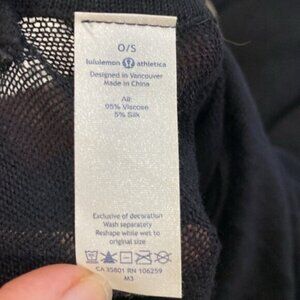 O/S
lululemon athletica
Designed in Vancouver
Made in China
All:
95% Viscose
5% Silk
Exclusive of decoration
Wash separately
Reshape while wet to
original size
CA 35801 RN 106259
M3